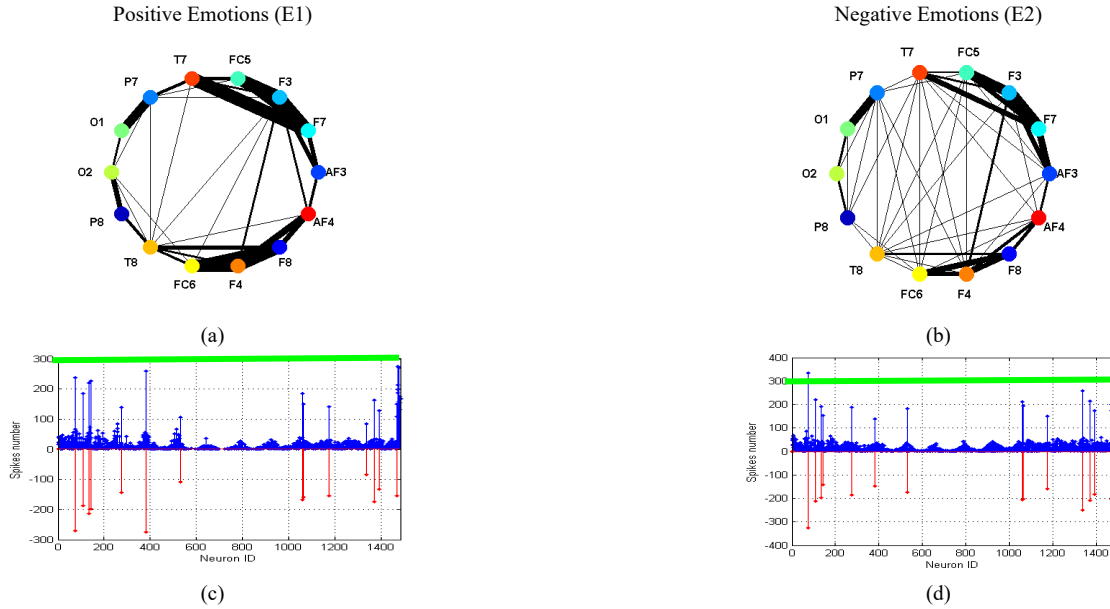 Positive Emotions (E1)
Negative Emotions (E2)
T7 FC5
P7 F3
O1 F7
O2 AF3
P8 AF4
T8 F8
FC6 F4
T7 FC5
P7 F3
O1 F7
O2 AF3
P8 AF4
T8 F8
FC6 F4
(a)
(b)
300
200
100
0
-100
-200
-300
Spikes number
0 200 400 600 800 1000 1200 1400
Neuron ID
400
300
200
100
0
-100
-200
-300
-400
Spikes number
0 200 400 600 800 1000 1200 1400
Neuron ID
(c)
(d)